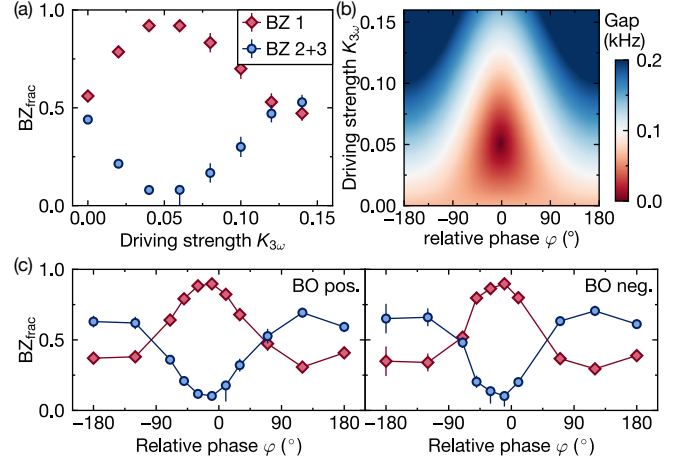 (a)
1.0
0.5
0.0
BZfrac
BZ 1
BZ 2+3
0.00 0.05 0.10 0.15
Driving strength K3ω
(b)
0.15
0.10
0.05
0.00
Driving strength K3ω
-180 -90 0 90 180
relative phase φ (°)
Gap
(kHz)
0.2
0.1
0.0
(c)
1.0
0.5
0.0
BZfrac
BO pos.
−180 −90 0 90 180
Relative phase φ (°)
BO neg.
−180 −90 0 90 180
Relative phase φ (°)